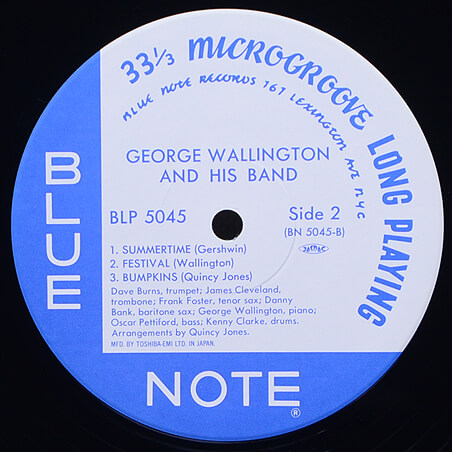 33⅓ MICROGROOVE LONG PLAYING
BLUE NOTE RECORDS 767 LEXINGTON AVE NYC
GEORGE WALLINGTON
AND HIS BAND
BLP 5045
Side 2
(BN 5045-B)
1. SUMMERTIME (Gershwin)
2. FESTIVAL (Wallington)
3. BUMPKINS (Quincy Jones)
Dave Burns, trumpet; James Cleveland,
trombone; Frank Foster, tenor sax; Danny
Bank, baritone sax; George Wallington, piano;
Oscar Pettiford, bass; Kenny Clarke, drums.
Arrangements by Quincy Jones.
MFD. BY TOSHIBA-EMI LTD. IN JAPAN.
BLUE
NOTE
®